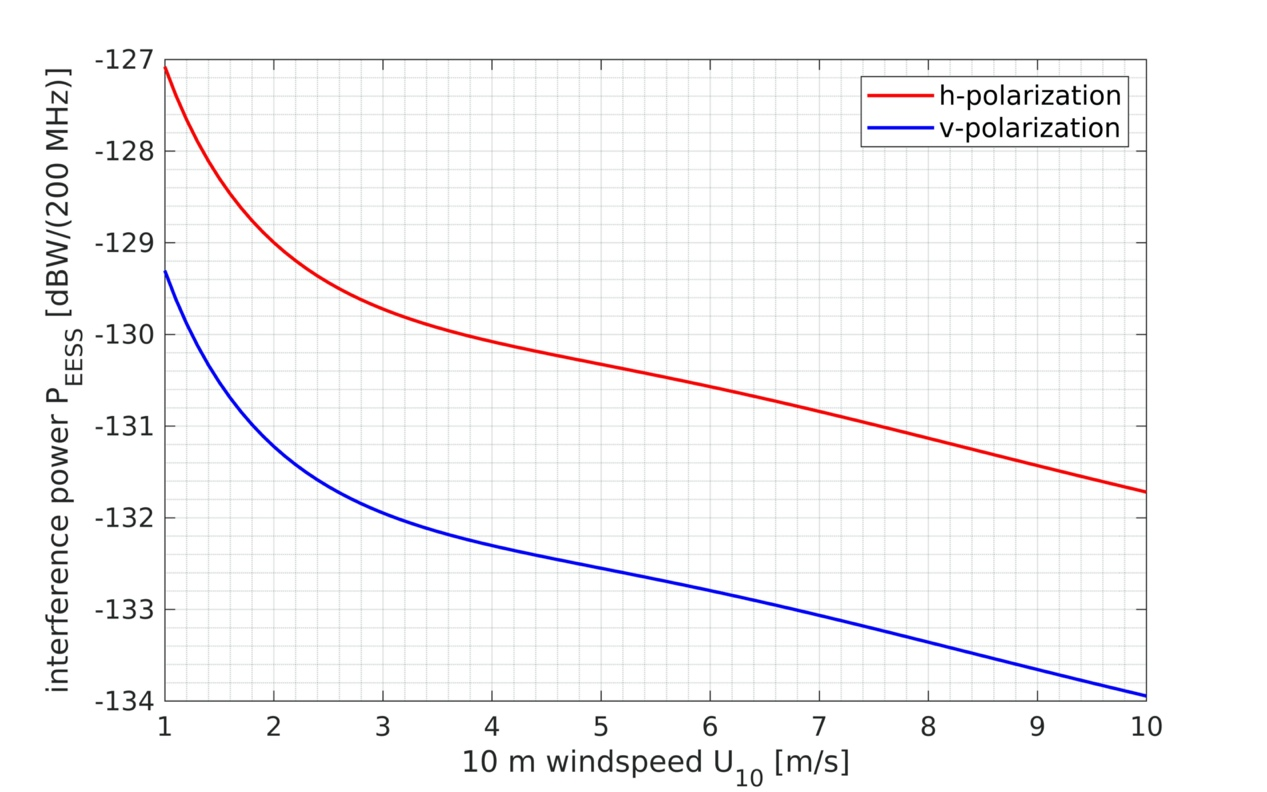 interference power P_EESS [dBW/(200 MHz)]
-127
-128
-129
-130
-131
-132
-133
-134
h-polarization
v-polarization
1 2 3 4 5 6 7 8 9 10
10 m windspeed U_10 [m/s]